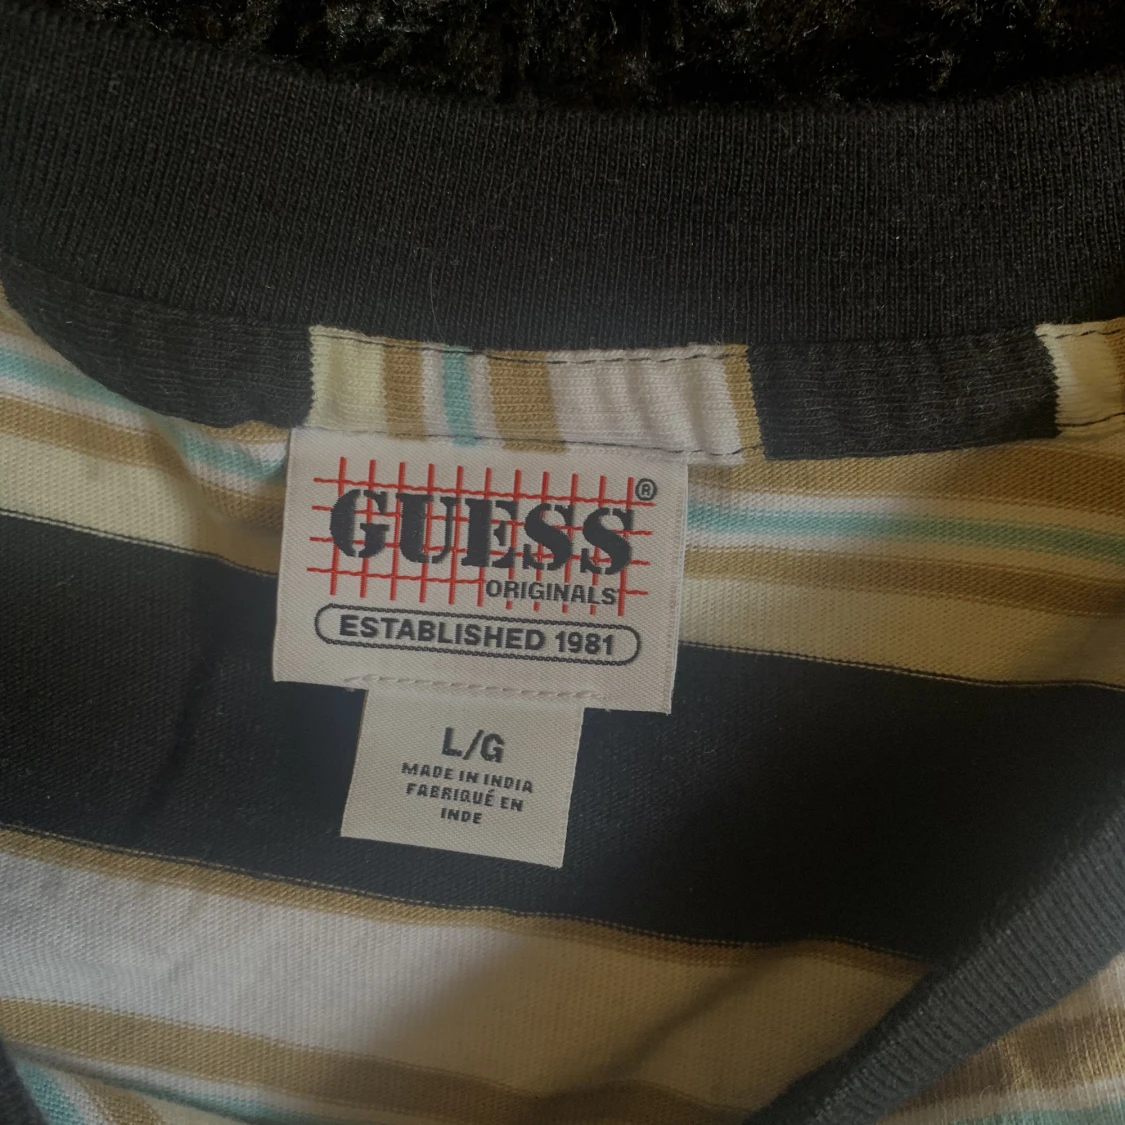 GUESS®
ORIGINALS
ESTABLISHED 1981
L/G
MADE IN INDIA
FABRIQUÉ EN
INDE